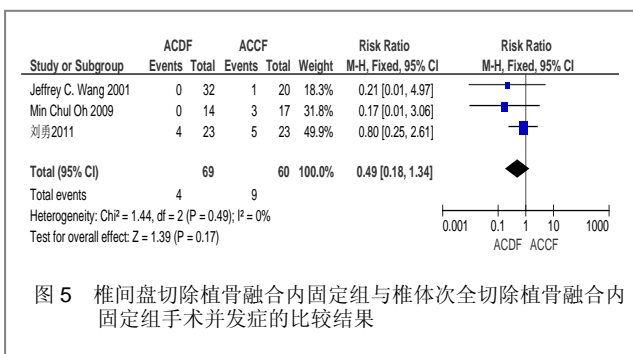 ACDF ACCF Risk Ratio Risk Ratio
Study or Subgroup Events Total Events Total Weight M-H, Fixed, 95% CI M-H, Fixed, 95% CI
Jeffrey C. Wang 2001 0 32 1 20 18.3% 0.21 [0.01, 4.97]
Min Chul Oh 2009 0 14 3 17 31.8% 0.17 [0.01, 3.06]
刘勇2011 4 23 5 23 49.9% 0.80 [0.25, 2.61]
Total (95% CI) 69 60 100.0% 0.49 [0.18, 1.34]
Total events 4 9
Heterogeneity: Chi² = 1.44, df = 2 (P = 0.49); I² = 0%
Test for overall effect: Z = 1.39 (P = 0.17)
0.001 0.1 1 10 1000
ACDF ACCF
图 5 椎间盘切除植骨融合内固定组与椎体次全切除植骨融合内
固定组手术并发症的比较结果